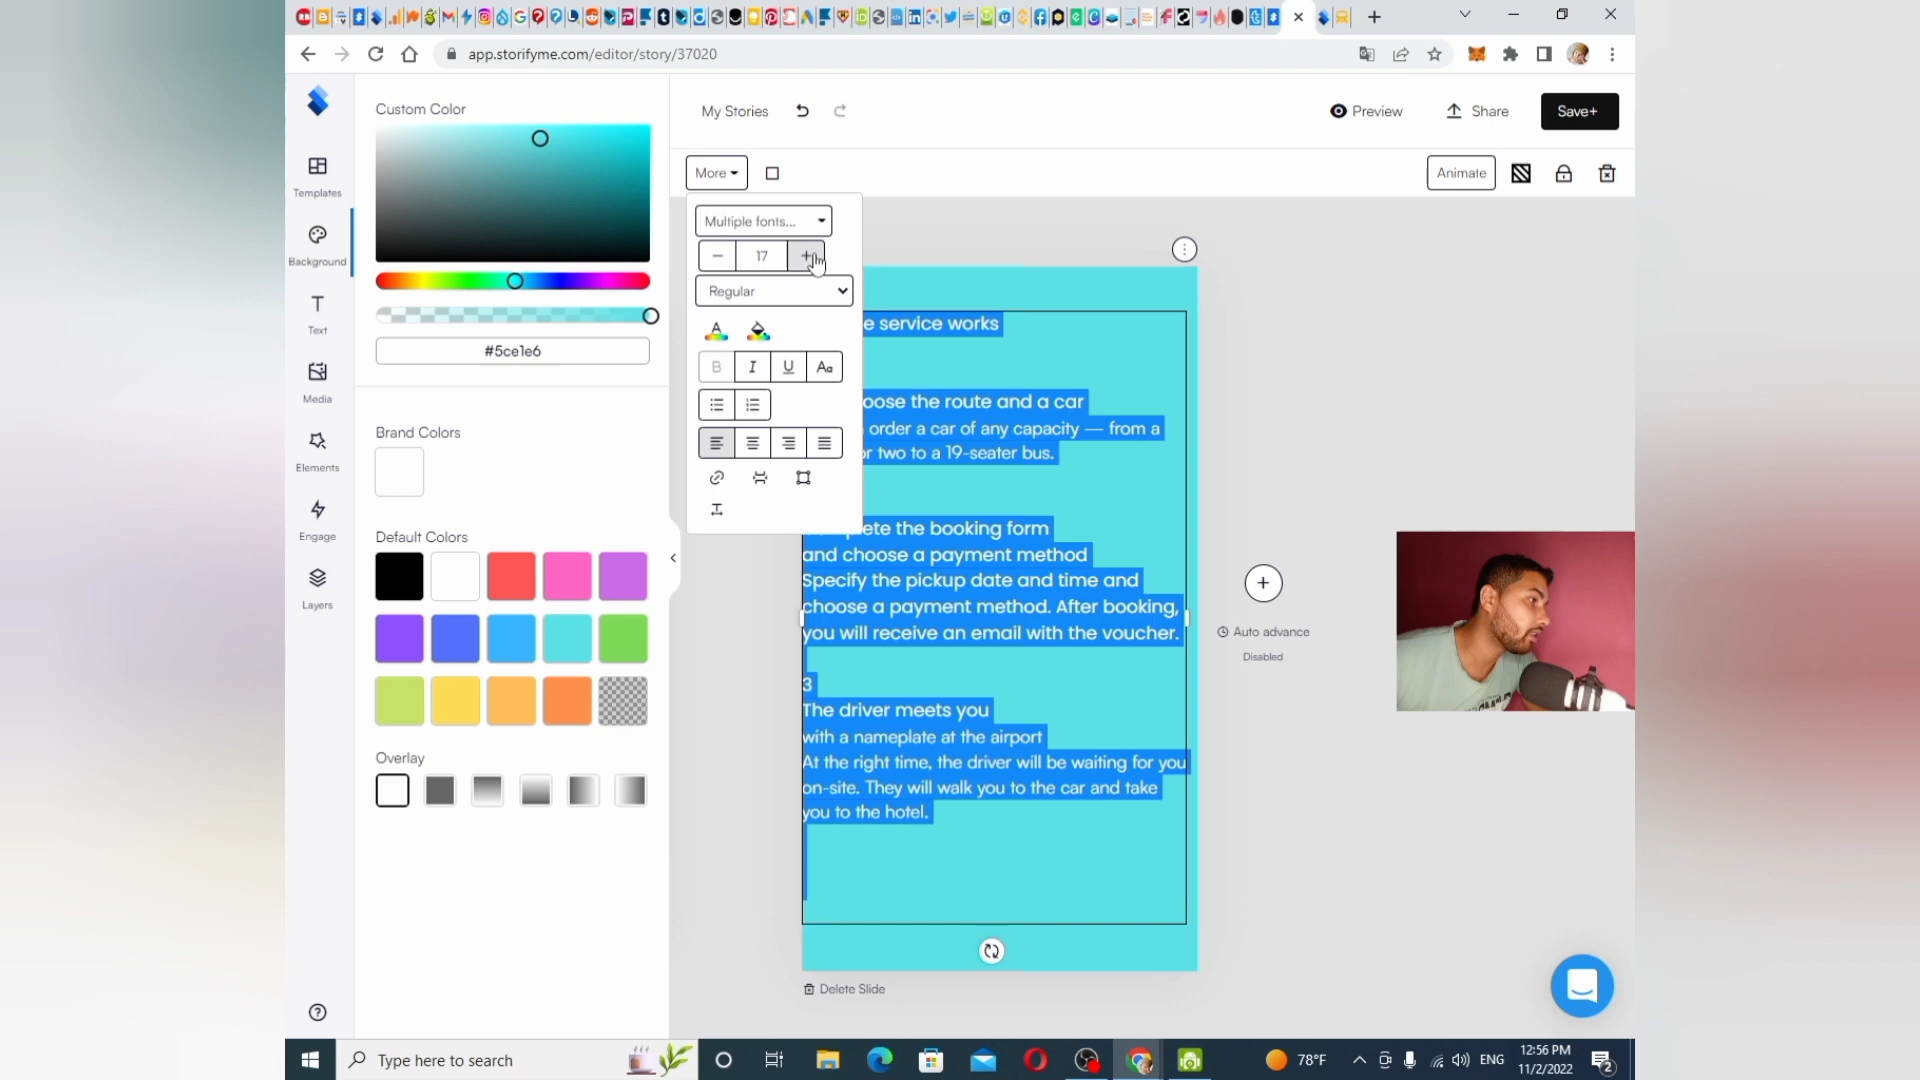 app.storifyme.com/editor/story/37020
Custom Color
My Stories
Preview
Share
Save+
More
Animate
Templates
Multiple fonts...
17
Background
Regular
e service works
#5ce1e6
Text
B I U Aa
Media
oose the route and a car
order a car of any capacity — from a
or two to a 19-seater bus.
Brand Colors
Elements
Engage
Default Colors
ete the booking form
and choose a payment method
Specify the pickup date and time and
choose a payment method. After booking,
you will receive an email with the voucher.
Auto advance
Disabled
Layers
3
The driver meets you
with a nameplate at the airport
At the right time, the driver will be waiting for you
on-site. They will walk you to the car and take
you to the hotel.
Overlay
Delete Slide
Type here to search
78°F
ENG
12:56 PM
11/2/2022
2